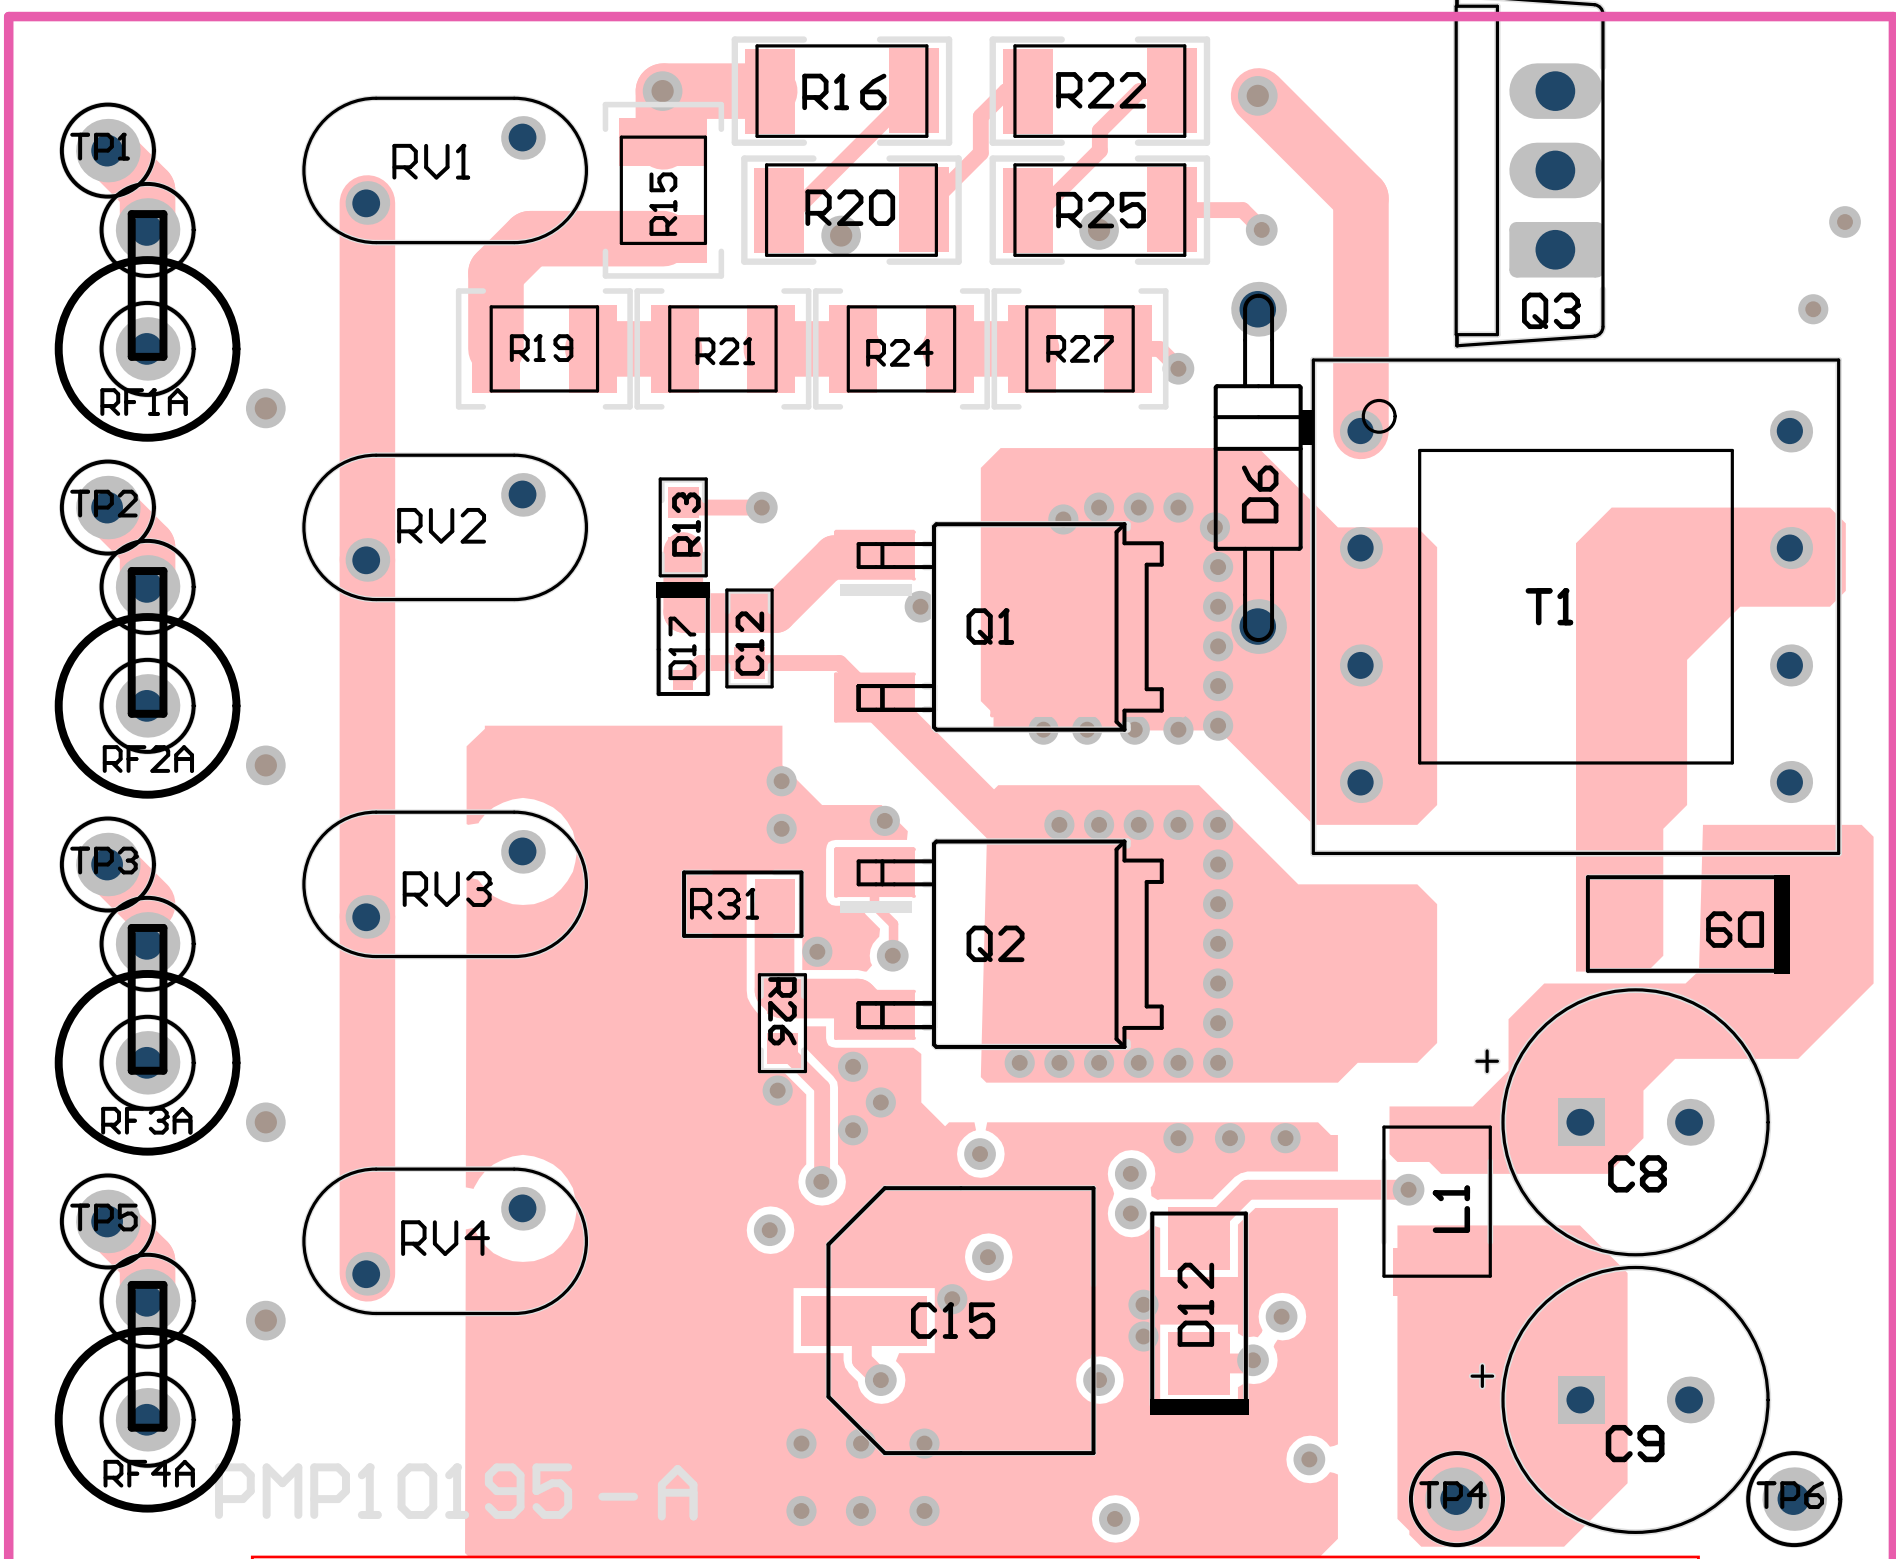 R16
R22
TP1
RV1
R15
R20
R25
Q3
R19
R21
R24
R27
RF1A
TP2
RV2
R13
D6
Q1
T1
D17
C12
RF2A
TP3
RV3
R31
Q2
D9
R26
+
RF3A
C8
TP5
RV4
L1
C15
D12
+
C9
RF4A
PMP10195-A
TP4
TP6